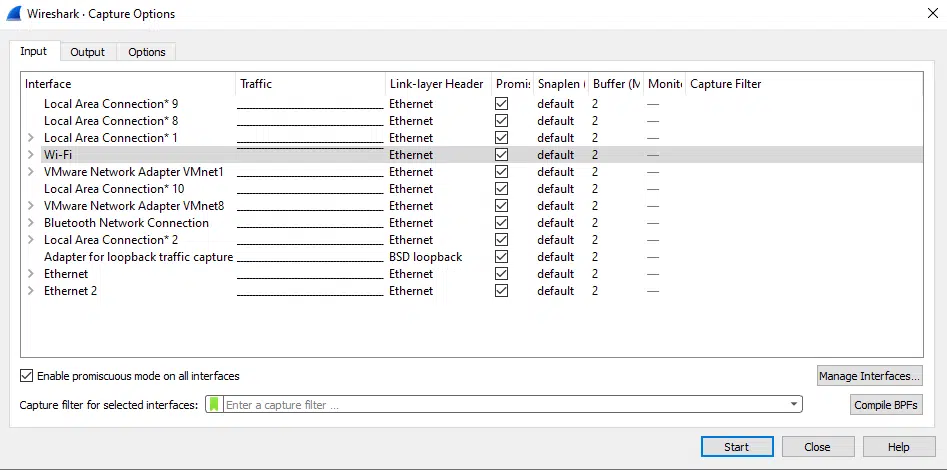 Wireshark · Capture Options
Input Output Options
Interface Traffic Link-layer Header Promis Snaplen ( Buffer (M Monito Capture Filter
Local Area Connection* 9 Ethernet default 2 —
Local Area Connection* 8 Ethernet default 2 —
Local Area Connection* 1 Ethernet default 2 —
Wi-Fi Ethernet default 2 —
VMware Network Adapter VMnet1 Ethernet default 2 —
Local Area Connection* 10 Ethernet default 2 —
VMware Network Adapter VMnet8 Ethernet default 2 —
Bluetooth Network Connection Ethernet default 2 —
Local Area Connection* 2 Ethernet default 2 —
Adapter for loopback traffic capture BSD loopback default 2 —
Ethernet Ethernet default 2 —
Ethernet 2 Ethernet default 2 —
Enable promiscuous mode on all interfaces Manage Interfaces...
Capture filter for selected interfaces: Enter a capture filter ... Compile BPFs
Start Close Help